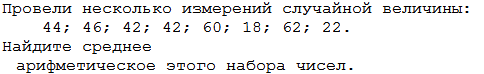 Провели несколько измерений случайной величины:
44; 46; 42; 42; 60; 18; 62; 22.
Найдите среднее
арифметическое этого набора чисел.